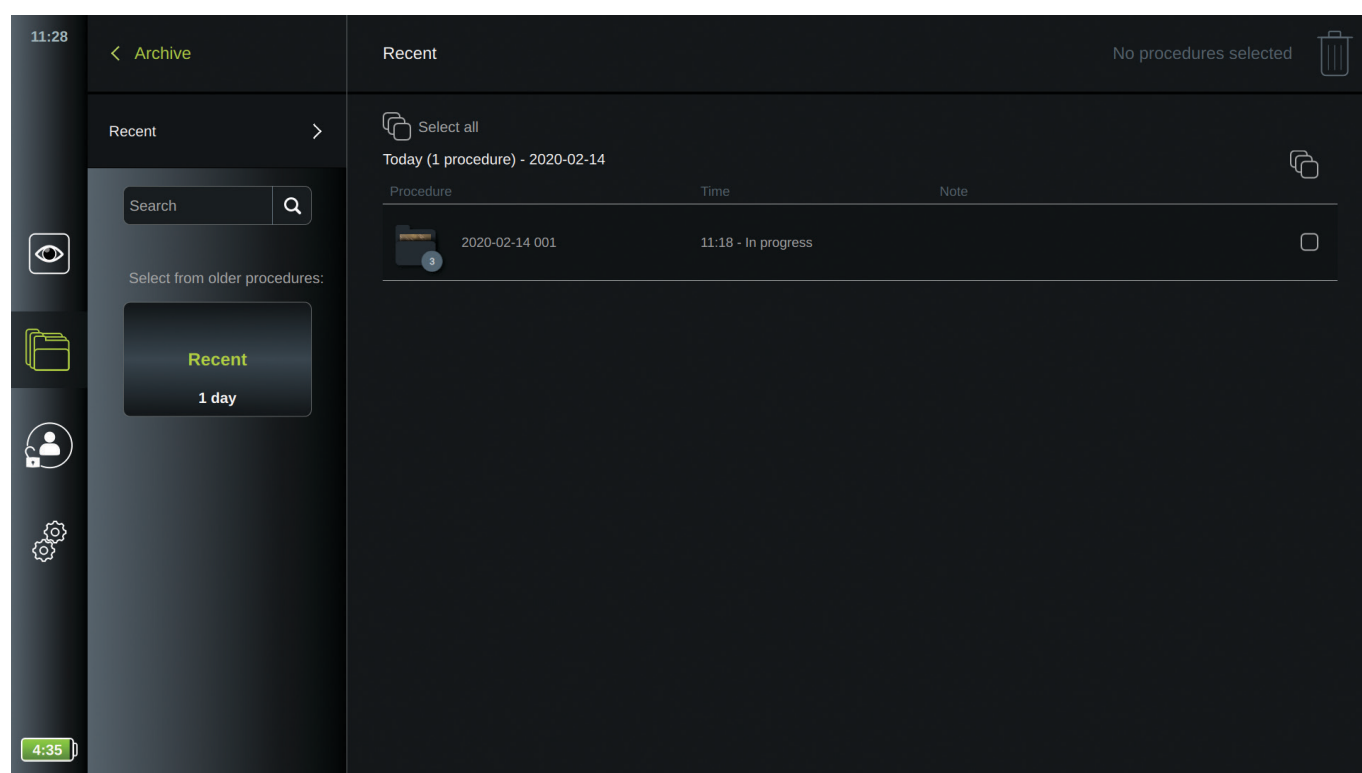 11:28
Archive
Recent
No procedures selected
Recent
Select all
Today (1 procedure) - 2020-02-14
Procedure Time Note
Search
3
2020-02-14 001 11:18 - In progress
Select from older procedures:
Recent
1 day
4:35